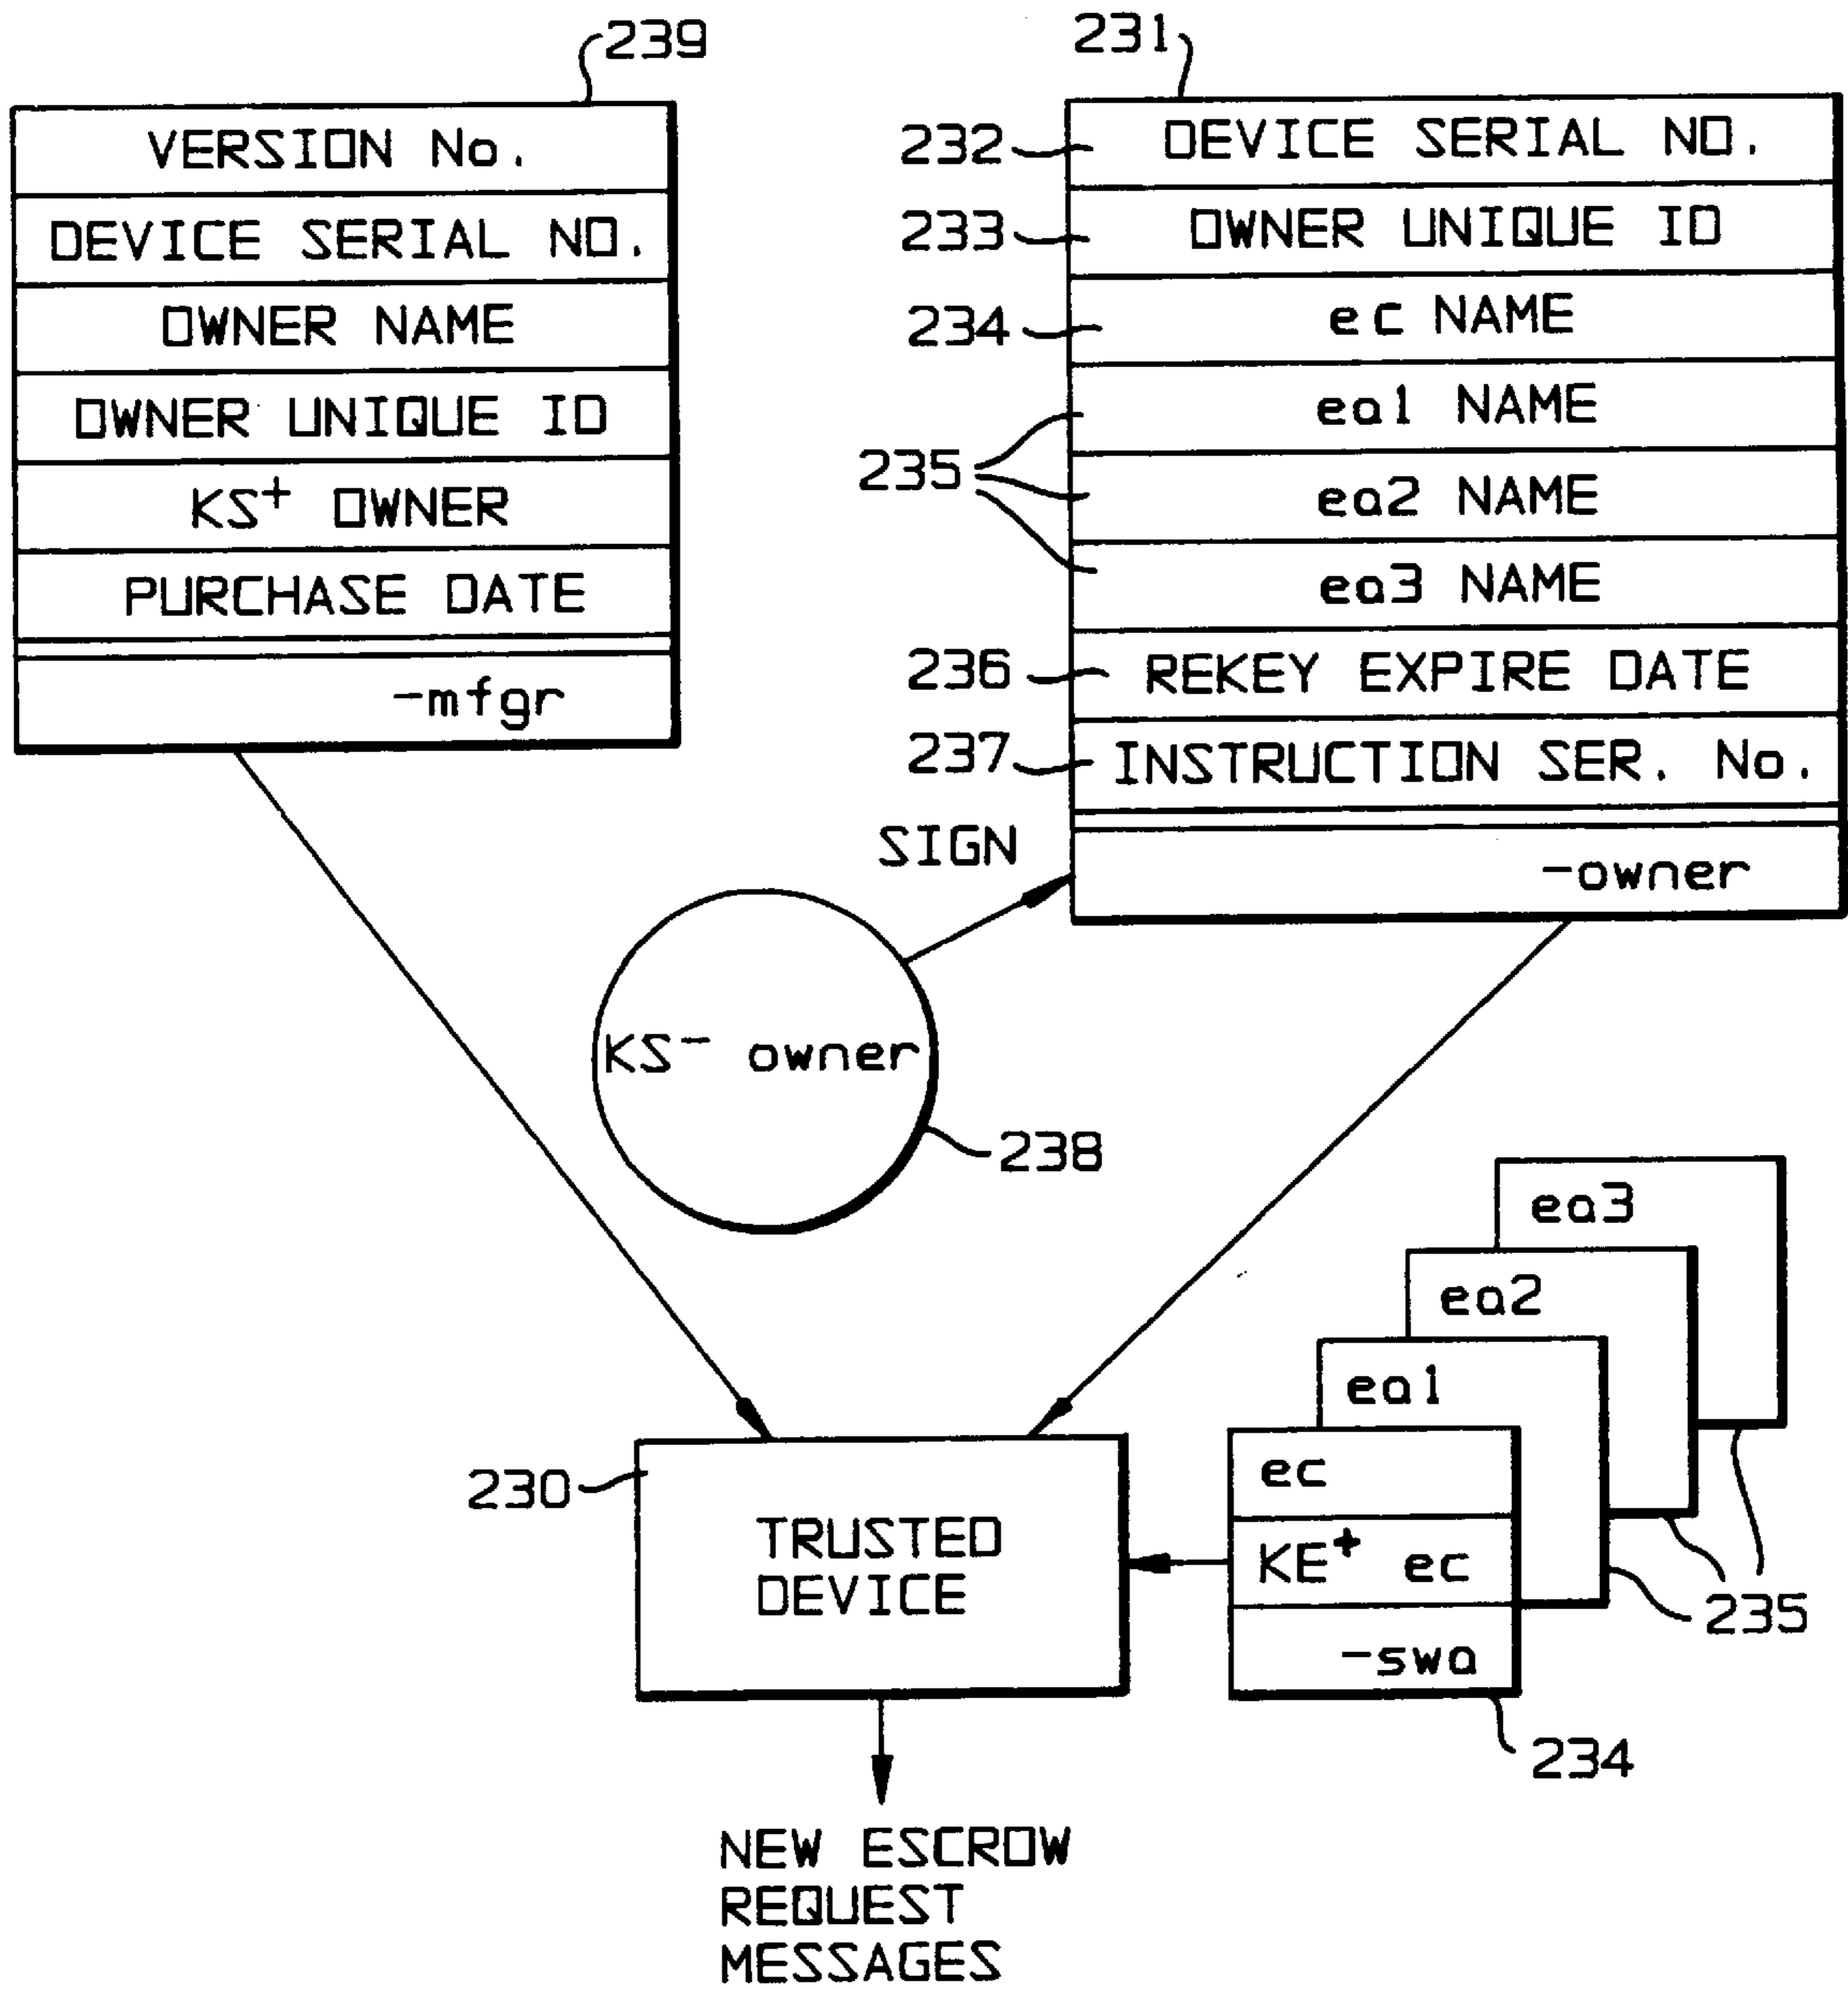 239
VERSION No.
DEVICE SERIAL NO.
OWNER NAME
OWNER UNIQUE ID
KS+ OWNER
PURCHASE DATE
-mfgr
231
232
DEVICE SERIAL NO.
233
OWNER UNIQUE ID
234
ec NAME
235
ea1 NAME
ea2 NAME
ea3 NAME
236
REKEY EXPIRE DATE
237
INSTRUCTION SER. No.
SIGN
-owner
KS- owner
238
ea3
ea2
ea1
ec
KE+ ec
-swa
235
234
230
TRUSTED
DEVICE
NEW ESCROW
REQUEST
MESSAGES